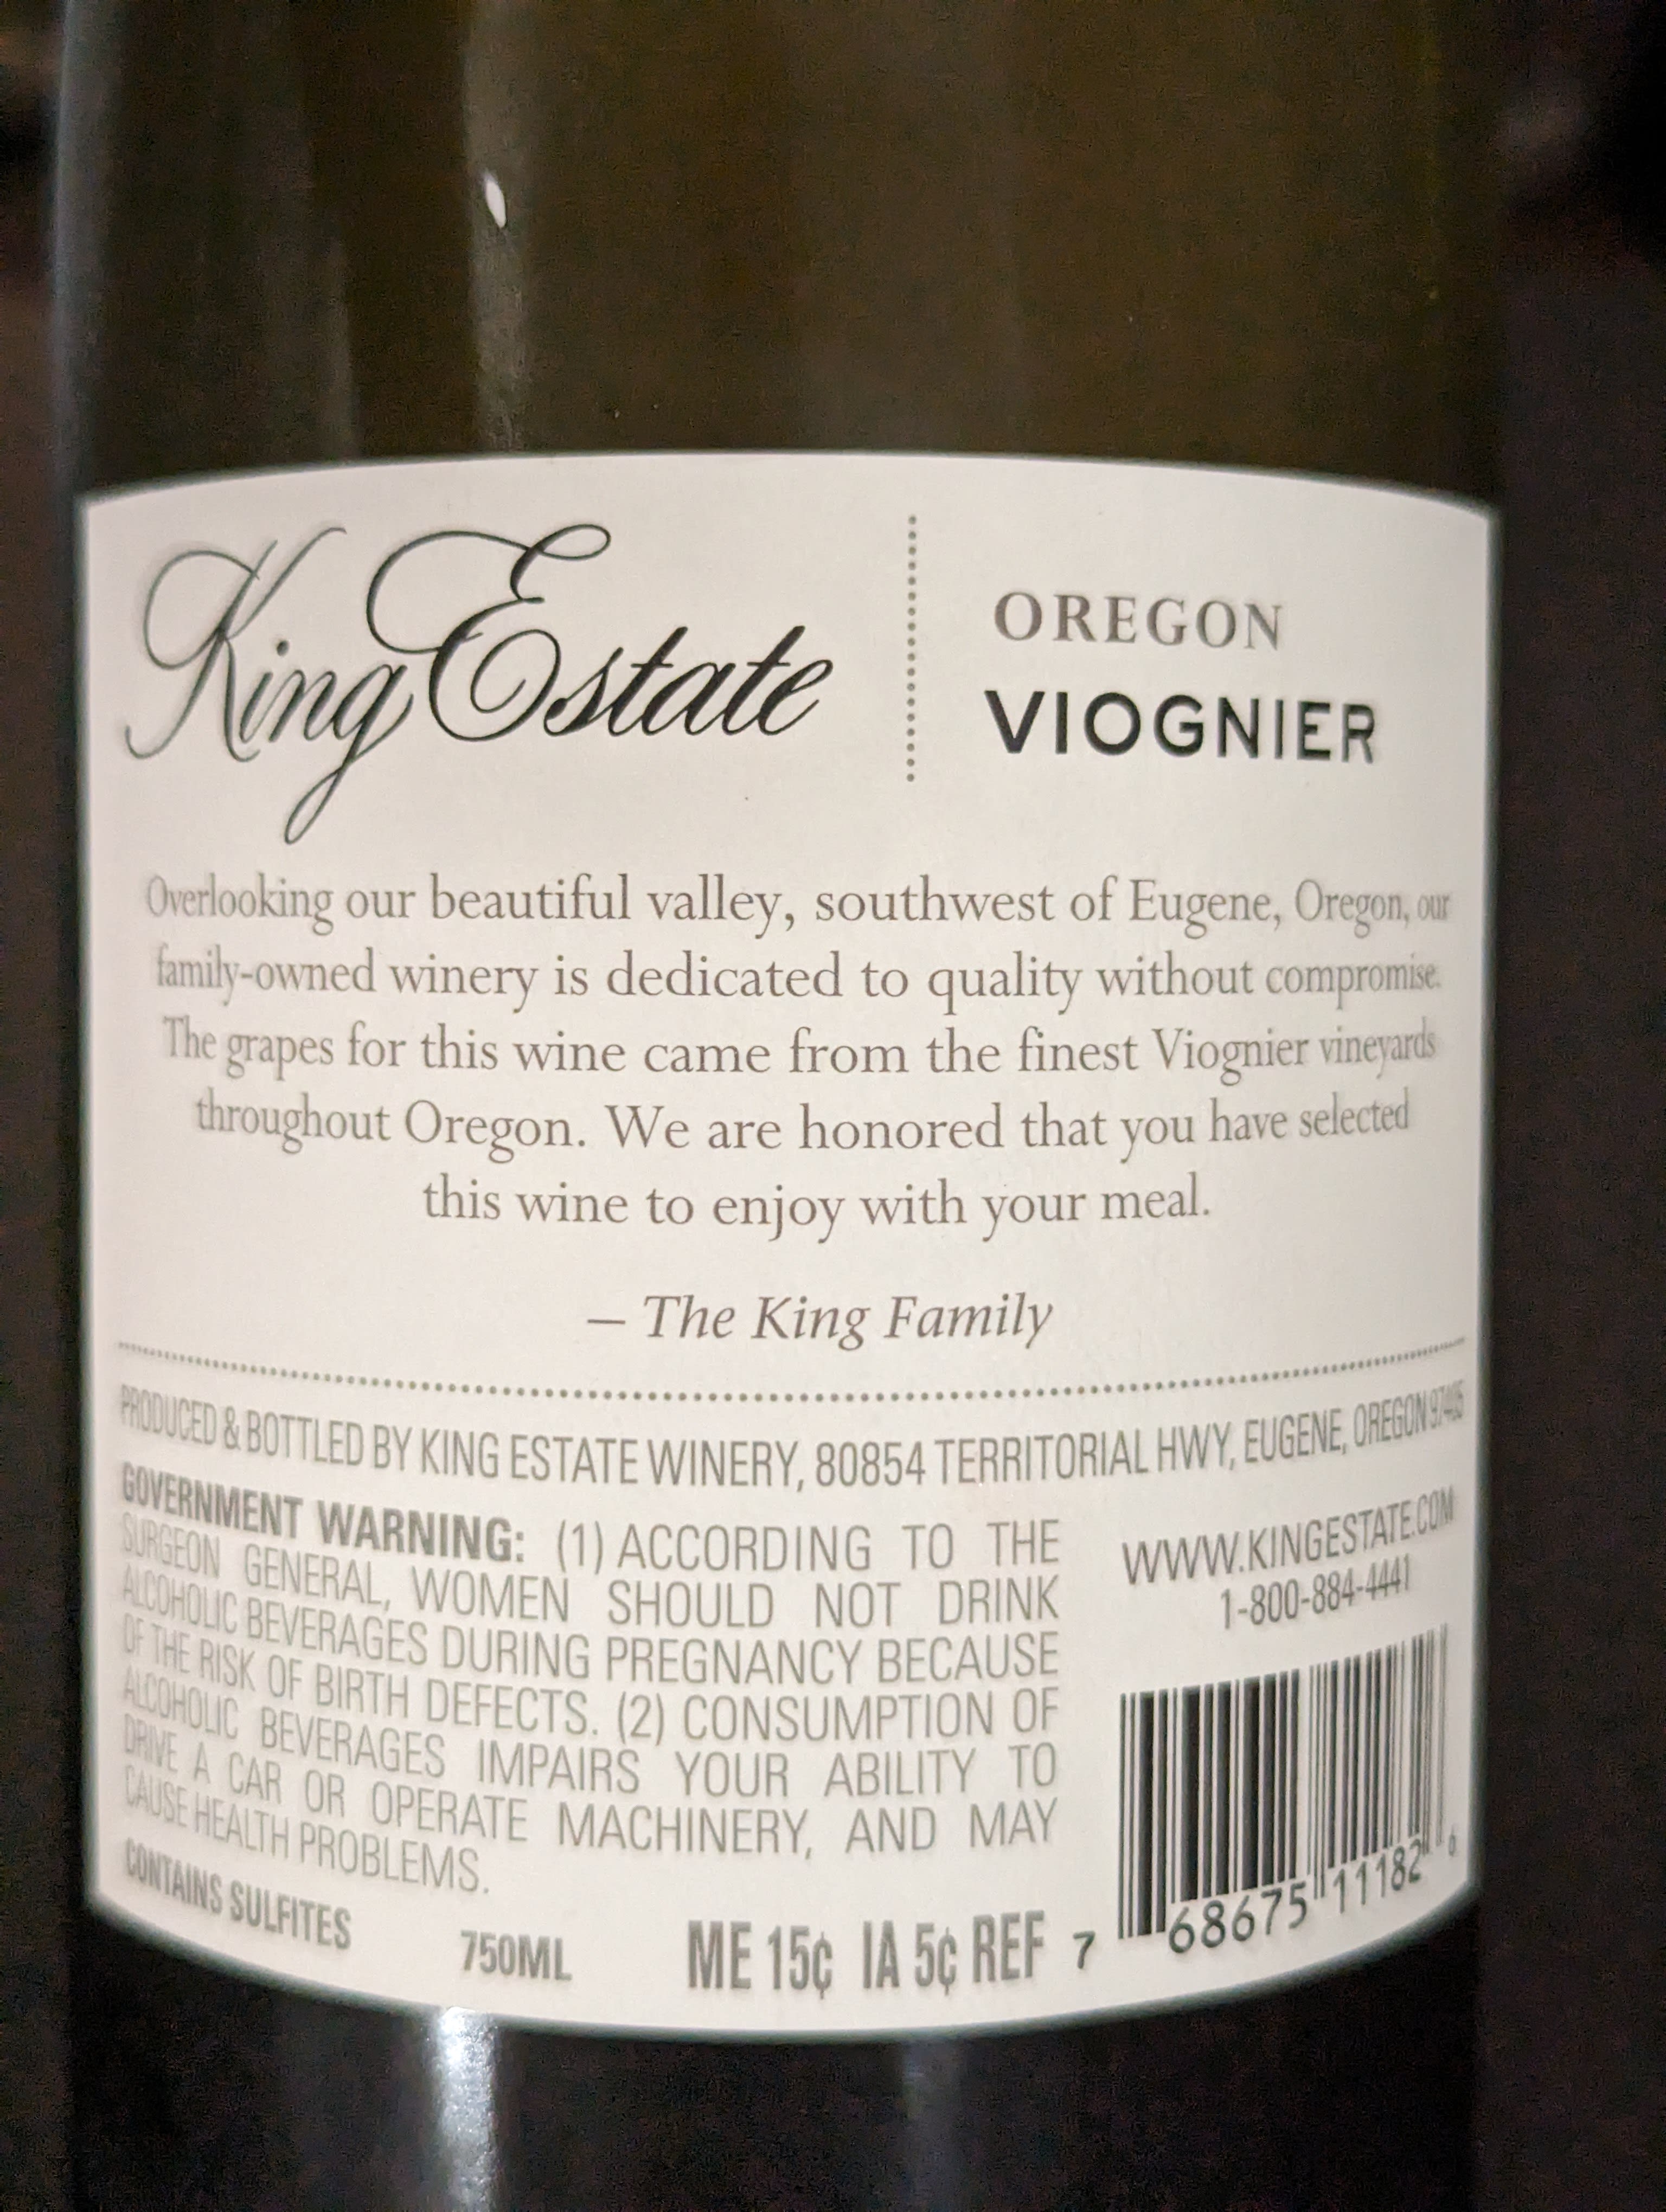 King Estate
OREGON
VIOGNIER
Overlooking our beautiful valley, southwest of Eugene, Oregon, our
family-owned winery is dedicated to quality without compromise.
The grapes for this wine came from the finest Viognier vineyards
throughout Oregon. We are honored that you have selected
this wine to enjoy with your meal.
– The King Family
PRODUCED & BOTTLED BY KING ESTATE WINERY, 80854 TERRITORIAL HWY, EUGENE, OREGON 97405
GOVERNMENT WARNING: (1) ACCORDING TO THE
SURGEON GENERAL, WOMEN SHOULD NOT DRINK
ALCOHOLIC BEVERAGES DURING PREGNANCY BECAUSE
OF THE RISK OF BIRTH DEFECTS. (2) CONSUMPTION OF
ALCOHOLIC BEVERAGES IMPAIRS YOUR ABILITY TO
DRIVE A CAR OR OPERATE MACHINERY, AND MAY
CAUSE HEALTH PROBLEMS.
CONTAINS SULFITES
750ML
ME 15¢ IA 5¢ REF
WWW.KINGESTATE.COM
1-800-884-4441
7 68675 11182 6